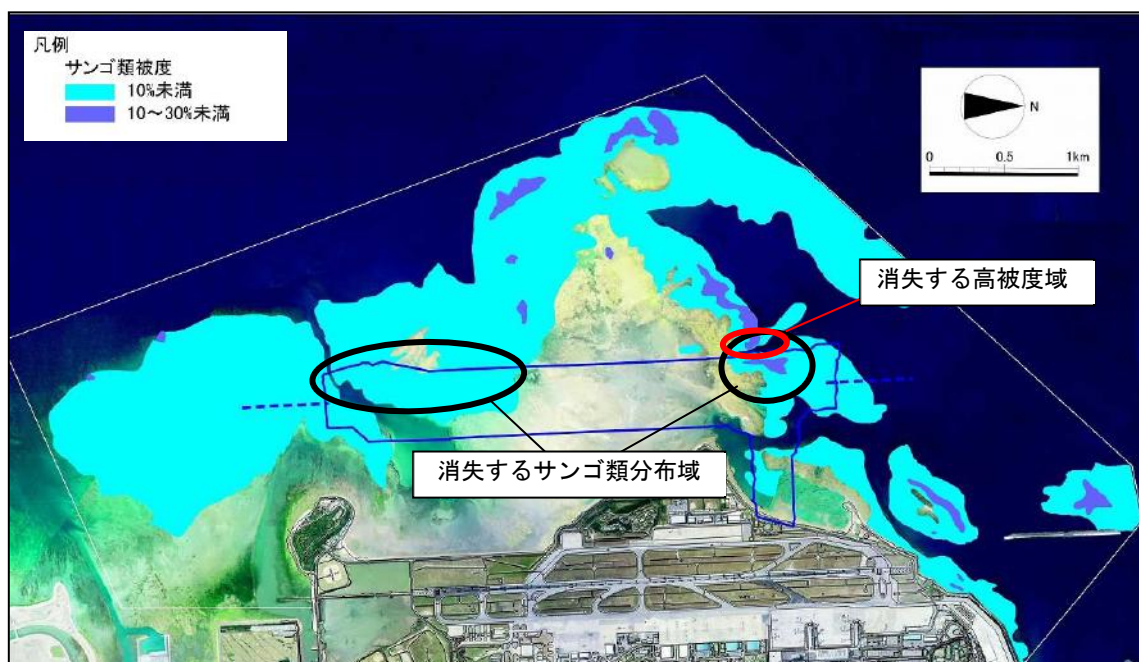 凡例
サンゴ類被度
10%未満
10～30%未満
N
0 0.5 1km
消失する高被度域
消失するサンゴ類分布域